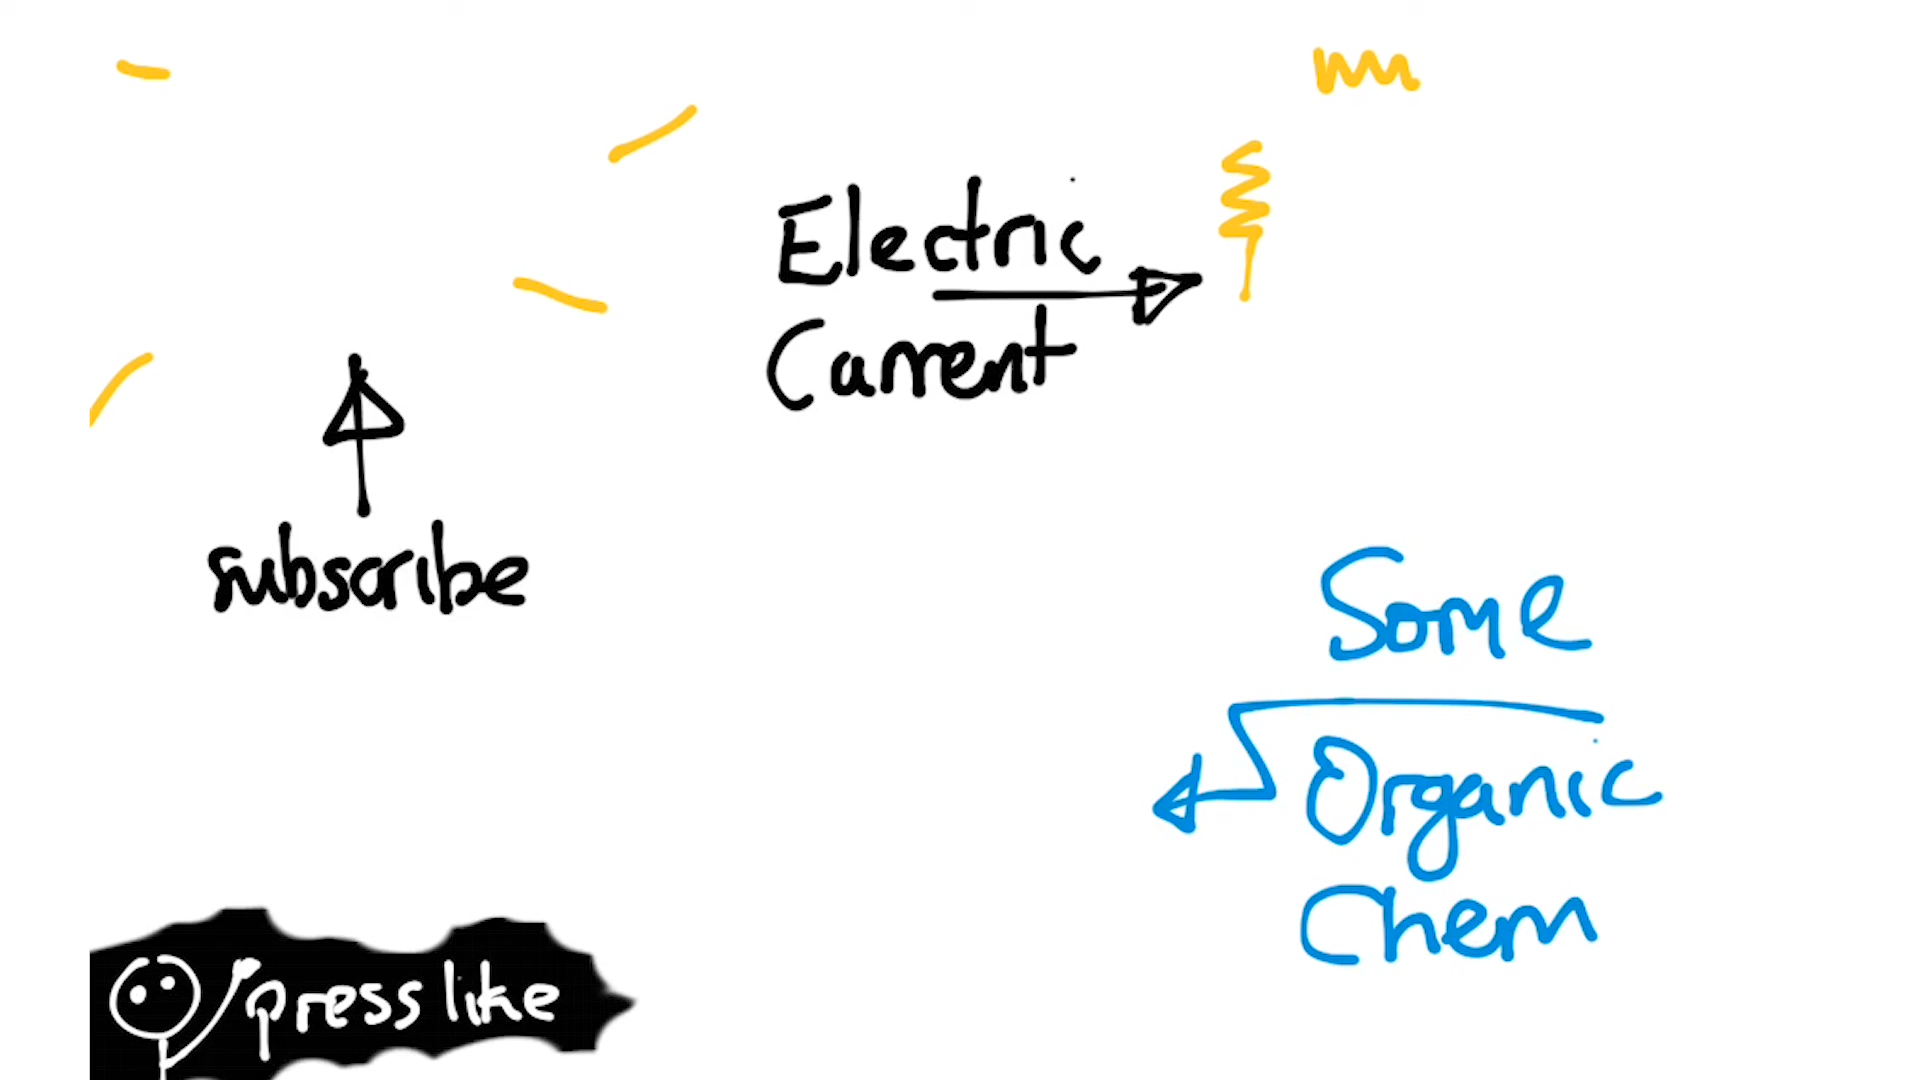 Electric
Current
subscribe
Some
Organic
Chem
press like